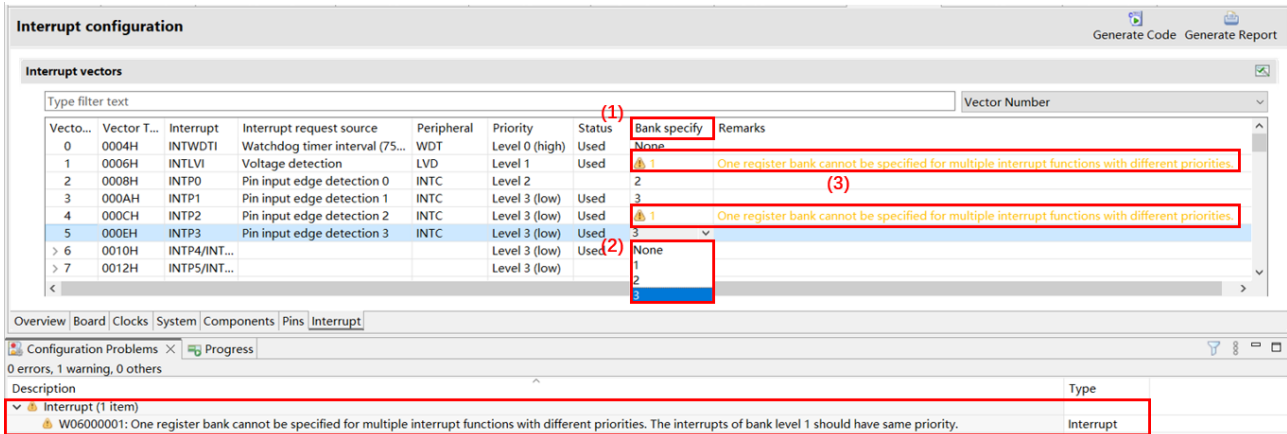 Interrupt configuration
Generate Code Generate Report
Interrupt vectors
Type filter text Vector Number
(1)
Vecto... Vector T... Interrupt Interrupt request source Peripheral Priority Status Bank specify Remarks
0 0004H INTWDTI Watchdog timer interval (75... WDT Level 0 (high) Used None
1 0006H INTLVI Voltage detection LVD Level 1 Used 1 One register bank cannot be specified for multiple interrupt functions with different priorities.
2 0008H INTP0 Pin input edge detection 0 INTC Level 2 2
(3)
3 000AH INTP1 Pin input edge detection 1 INTC Level 3 (low) Used 3
4 000CH INTP2 Pin input edge detection 2 INTC Level 3 (low) Used 1 One register bank cannot be specified for multiple interrupt functions with different priorities.
5 000EH INTP3 Pin input edge detection 3 INTC Level 3 (low) Used 3
> 6 0010H INTP4/INT... Level 3 (low) Used (2) None
> 7 0012H INTP5/INT... Level 3 (low) 1
2
3
Overview Board Clocks System Components Pins Interrupt
Configuration Problems Progress
0 errors, 1 warning, 0 others
Description Type
Interrupt (1 item)
W06000001: One register bank cannot be specified for multiple interrupt functions with different priorities. The interrupts of bank level 1 should have same priority. Interrupt